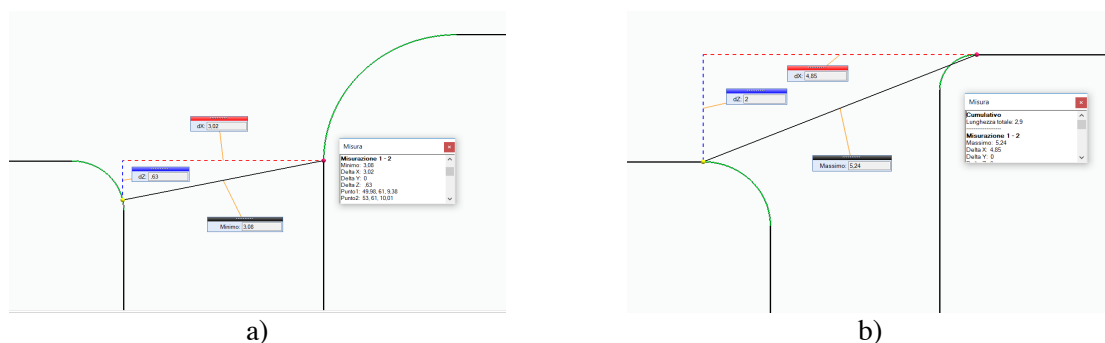 dX: 3,02
dZ: ,63
Minimo: 3,08
Misura
Misurazione 1 - 2
Minimo: 3,08
Delta X: 3,02
Delta Y: 0
Delta Z: ,63
Punto1: 49,98, 61, 9,38
Punto2: 53, 61, 10,01
a)
dX: 4,85
dZ: 2
Massimo: 5,24
Misura
Cumulativo
Lunghezza totale: 2,9
--------------------
Misurazione 1 - 2
Massimo: 5,24
Delta X: 4,85
Delta Y: 0
b)